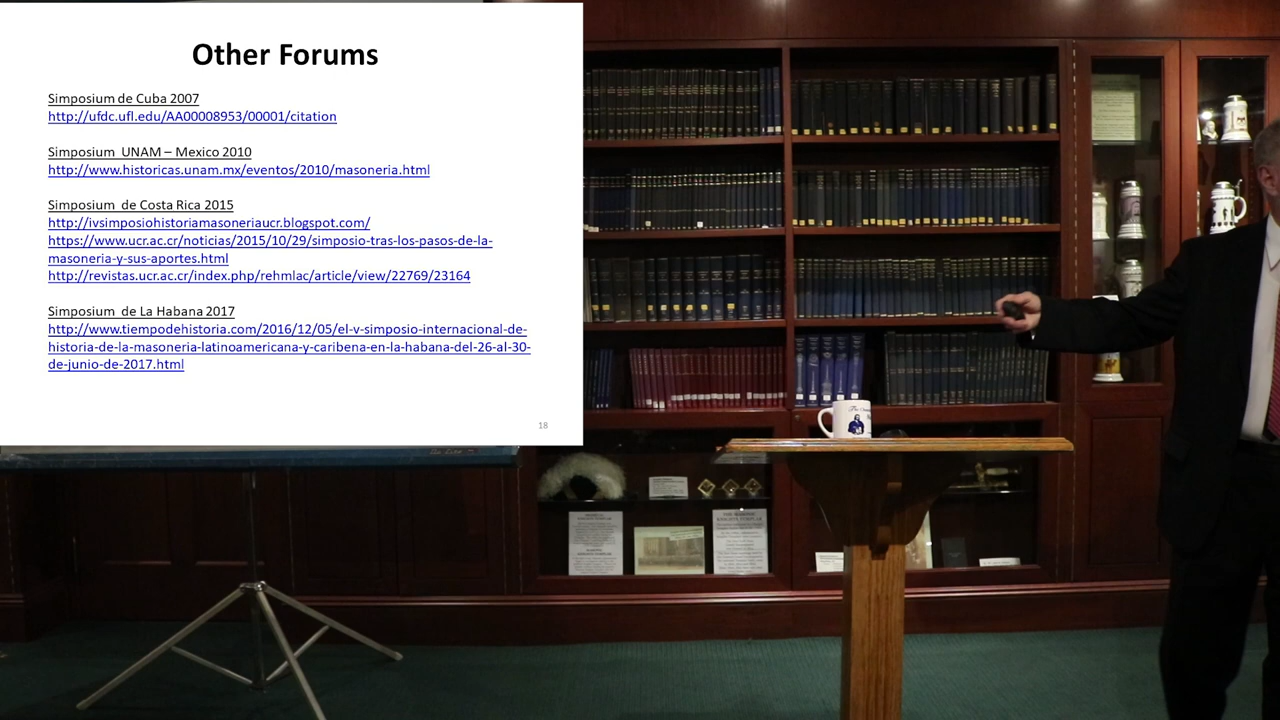 Other Forums
Simposium de Cuba 2007
http://ufdc.ufl.edu/AA00008953/00001/citation
Simposium UNAM – Mexico 2010
http://www.historicas.unam.mx/eventos/2010/masoneria.html
Simposium de Costa Rica 2015
http://ivsimposiohistoriamasoneriaucr.blogspot.com/
https://www.ucr.ac.cr/noticias/2015/10/29/simposio-tras-los-pasos-de-la-
masoneria-y-sus-aportes.html
http://revistas.ucr.ac.cr/index.php/rehmlac/article/view/22769/23164
Simposium de La Habana 2017
http://www.tiempodehistoria.com/2016/12/05/el-v-simposio-internacional-de-
historia-de-la-masoneria-latinoamericana-y-caribena-en-la-habana-del-26-al-30-
de-junio-de-2017.html
18